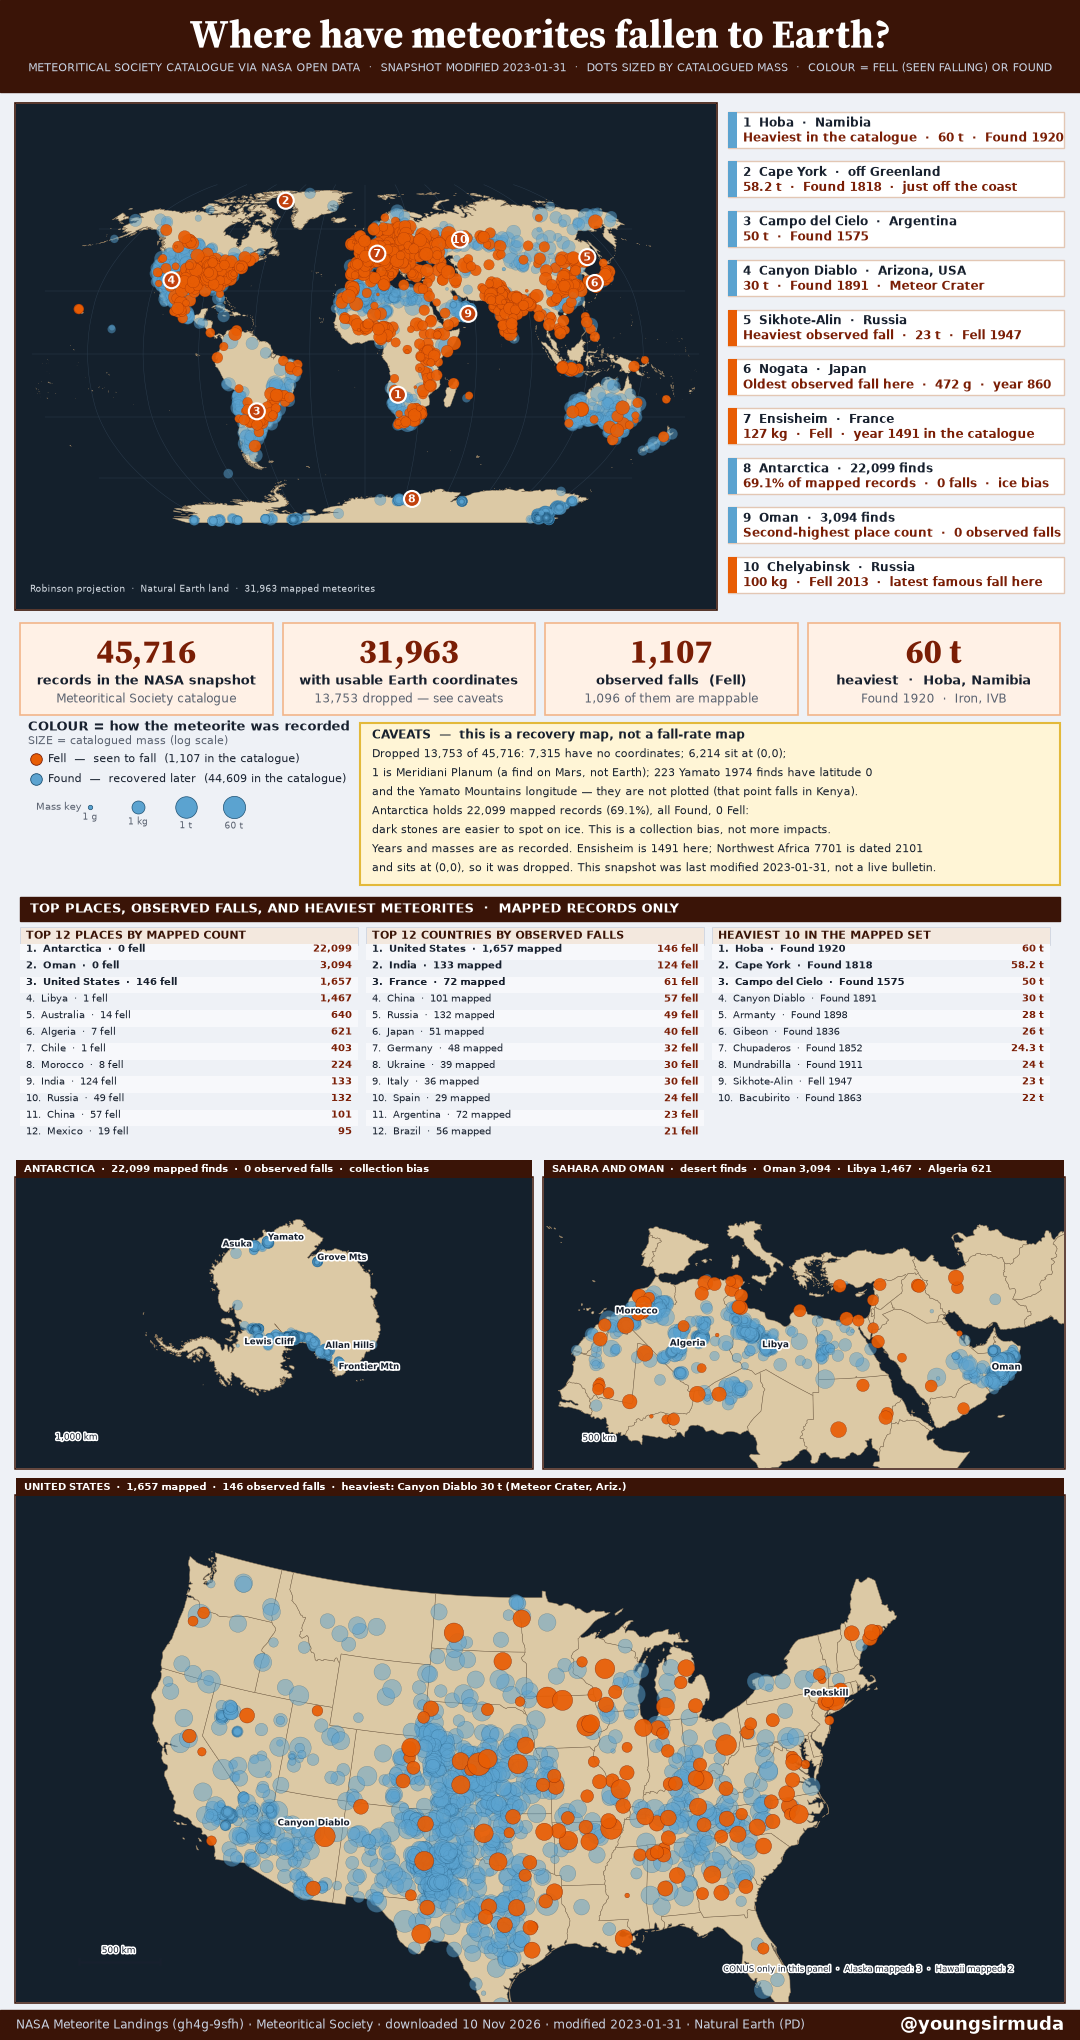 Where have meteorites fallen to Earth?
METEORITICAL SOCIETY CATALOGUE VIA NASA OPEN DATA · SNAPSHOT MODIFIED 2023-01-31 · DOTS SIZED BY CATALOGUED MASS · COLOUR = FELL (SEEN FALLING) OR FOUND
2
10
7
5
4
6
9
1
3
8
Robinson projection · Natural Earth land · 31,963 mapped meteorites
1 Hoba · Namibia
Heaviest in the catalogue · 60 t · Found 1920
2 Cape York · off Greenland
58.2 t · Found 1818 · just off the coast
3 Campo del Cielo · Argentina
50 t · Found 1575
4 Canyon Diablo · Arizona, USA
30 t · Found 1891 · Meteor Crater
5 Sikhote-Alin · Russia
Heaviest observed fall · 23 t · Fell 1947
6 Nogata · Japan
Oldest observed fall here · 472 g · year 860
7 Ensisheim · France
127 kg · Fell · year 1491 in the catalogue
8 Antarctica · 22,099 finds
69.1% of mapped records · 0 falls · ice bias
9 Oman · 3,094 finds
Second-highest place count · 0 observed falls
10 Chelyabinsk · Russia
100 kg · Fell 2013 · latest famous fall here
45,716
records in the NASA snapshot
Meteoritical Society catalogue
31,963
with usable Earth coordinates
13,753 dropped — see caveats
1,107
observed falls (Fell)
1,096 of them are mappable
60 t
heaviest · Hoba, Namibia
Found 1920 · Iron, IVB
COLOUR = how the meteorite was recorded
SIZE = catalogued mass (log scale)
Fell — seen to fall (1,107 in the catalogue)
Found — recovered later (44,609 in the catalogue)
Mass key
1 g
1 kg
1 t
60 t
CAVEATS — this is a recovery map, not a fall-rate map
Dropped 13,753 of 45,716: 7,315 have no coordinates; 6,214 sit at (0,0);
1 is Meridiani Planum (a find on Mars, not Earth); 223 Yamato 1974 finds have latitude 0
and the Yamato Mountains longitude — they are not plotted (that point falls in Kenya).
Antarctica holds 22,099 mapped records (69.1%), all Found, 0 Fell:
dark stones are easier to spot on ice. This is a collection bias, not more impacts.
Years and masses are as recorded. Ensisheim is 1491 here; Northwest Africa 7701 is dated 2101
and sits at (0,0), so it was dropped. This snapshot was last modified 2023-01-31, not a live bulletin.
TOP PLACES, OBSERVED FALLS, AND HEAVIEST METEORITES · MAPPED RECORDS ONLY
TOP 12 PLACES BY MAPPED COUNT
1. Antarctica · 0 fell 22,099
2. Oman · 0 fell 3,094
3. United States · 146 fell 1,657
4. Libya · 1 fell 1,467
5. Australia · 14 fell 640
6. Algeria · 7 fell 621
7. Chile · 1 fell 403
8. Morocco · 8 fell 224
9. India · 124 fell 133
10. Russia · 49 fell 132
11. China · 57 fell 101
12. Mexico · 19 fell 95
TOP 12 COUNTRIES BY OBSERVED FALLS
1. United States · 1,657 mapped 146 fell
2. India · 133 mapped 124 fell
3. France · 72 mapped 61 fell
4. China · 101 mapped 57 fell
5. Russia · 132 mapped 49 fell
6. Japan · 51 mapped 40 fell
7. Germany · 48 mapped 32 fell
8. Ukraine · 39 mapped 30 fell
9. Italy · 36 mapped 30 fell
10. Spain · 29 mapped 24 fell
11. Argentina · 72 mapped 23 fell
12. Brazil · 56 mapped 21 fell
HEAVIEST 10 IN THE MAPPED SET
1. Hoba · Found 1920 60 t
2. Cape York · Found 1818 58.2 t
3. Campo del Cielo · Found 1575 50 t
4. Canyon Diablo · Found 1891 30 t
5. Armanty · Found 1898 28 t
6. Gibeon · Found 1836 26 t
7. Chupaderos · Found 1852 24.3 t
8. Mundrabilla · Found 1911 24 t
9. Sikhote-Alin · Fell 1947 23 t
10. Bacubirito · Found 1863 22 t
ANTARCTICA · 22,099 mapped finds · 0 observed falls · collection bias
Yamato
Asuka
Grove Mts
Lewis Cliff
Allan Hills
Frontier Mtn
1,000 km
SAHARA AND OMAN · desert finds · Oman 3,094 · Libya 1,467 · Algeria 621
Morocco
Algeria
Libya
Oman
500 km
UNITED STATES · 1,657 mapped · 146 observed falls · heaviest: Canyon Diablo 30 t (Meteor Crater, Ariz.)
Peekskill
Canyon Diablo
500 km
CONUS only in this panel · Alaska mapped: 3 · Hawaii mapped: 2
NASA Meteorite Landings (gh4g-9sfh) · Meteoritical Society · downloaded 10 Nov 2026 · modified 2023-01-31 · Natural Earth (PD)
@youngsirmuda